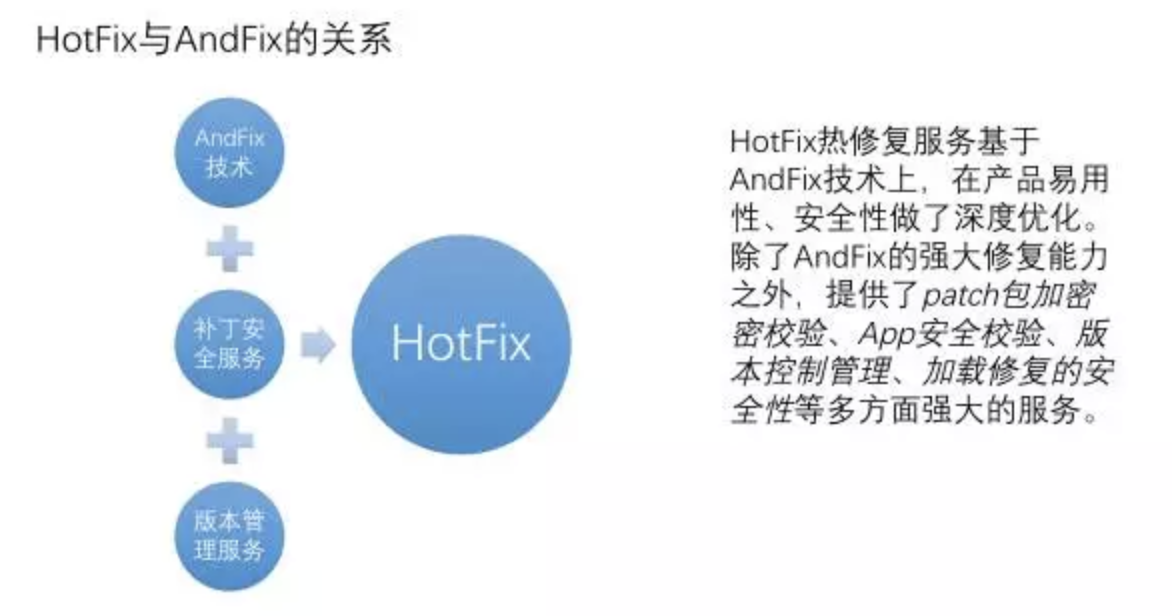 HotFix与AndFix的关系
AndFix
技术
补丁安
全服务
版本管
理服务
HotFix
HotFix热修复服务基于
AndFix技术上，在产品易用
性、安全性做了深度优化。
除了AndFix的强大修复能力
之外，提供了patch包加密
密校验、App安全校验、版
本控制管理、加载修复的安
全性等多方面强大的服务。